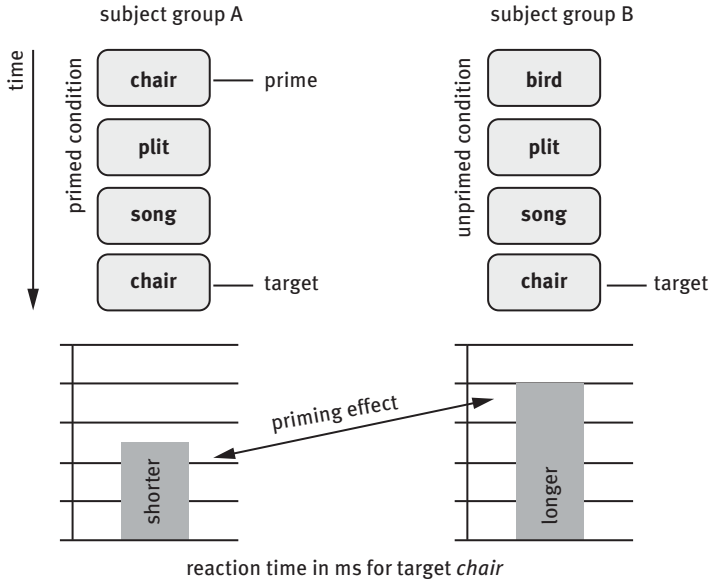 subject group A
subject group B
time
primed condition
chair
prime
plit
song
chair
target
unprimed condition
bird
plit
song
chair
target
shorter
priming effect
longer
reaction time in ms for target chair